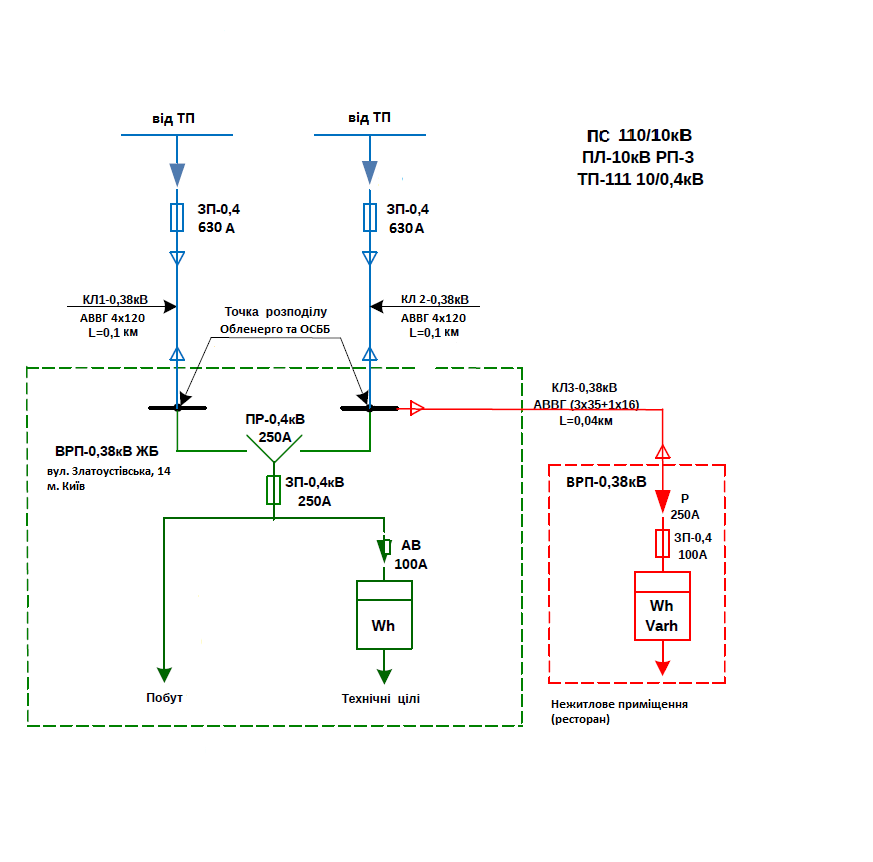 від ТП
від ТП
ПС 110/10кВ
ПЛ-10кВ РП-3
ТП-111 10/0,4кВ
ЗП-0,4
630 А
ЗП-0,4
630 А
КЛ1-0,38кВ
АВВГ 4х120
L=0,1 км
Точка розподілу
Обленерго та ОСББ
КЛ 2-0,38кВ
АВВГ 4х120
L=0,1 км
КЛ3-0,38кВ
АВВГ (3х35+1х16)
L=0,04км
ПР-0,4кВ
250А
ВРП-0,38кВ ЖБ
вул. Златоустівська, 14
м. Київ
ЗП-0,4кВ
250А
ВРП-0,38кВ
Р
250А
ЗП-0,4
100А
АВ
100А
Wh
Wh
Varh
Побут
Технічні цілі
Нежитлове приміщення
(ресторан)